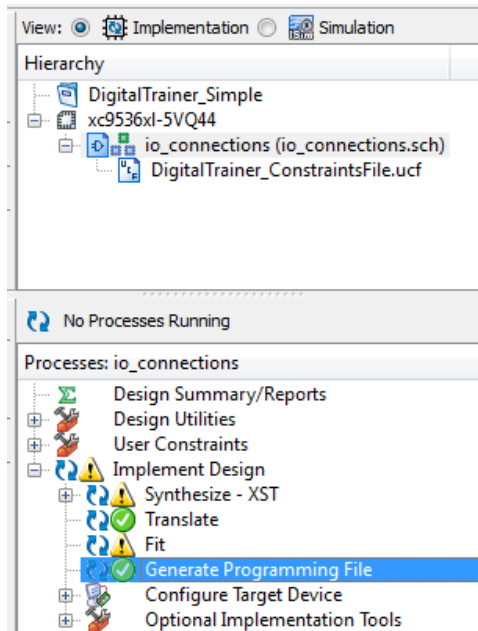 View: Implementation Simulation
Hierarchy
DigitalTrainer_Simple
xc9536xl-5VQ44
io_connections (io_connections.sch)
DigitalTrainer_ConstraintsFile.ucf
No Processes Running
Processes: io_connections
Design Summary/Reports
Design Utilities
User Constraints
Implement Design
Synthesize - XST
Translate
Fit
Generate Programming File
Configure Target Device
Optional Implementation Tools